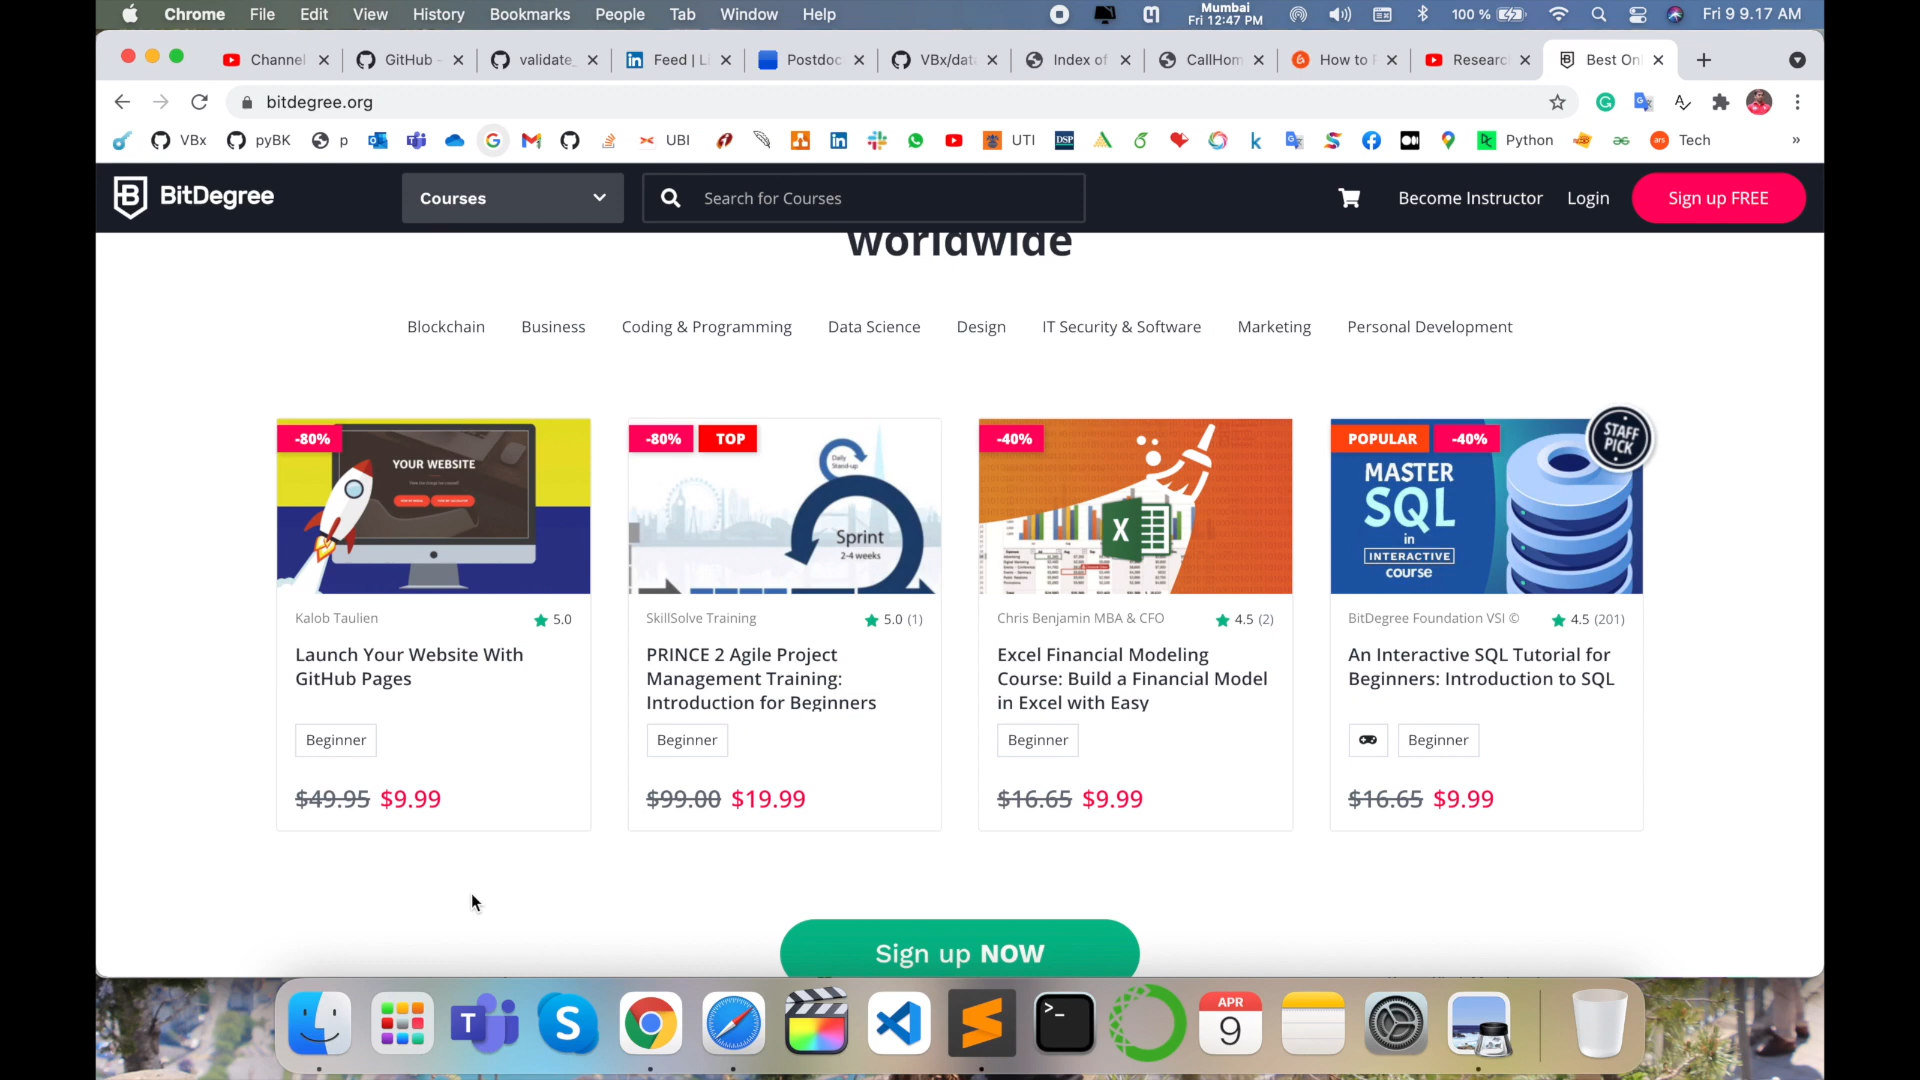 Chrome File Edit View History Bookmarks People Tab Window Help
Mumbai
Fri 12:47 PM
100 %
Fri 9 9.17 AM
Channel
GitHub -
validate_
Feed | Li
Postdoc
VBx/dat
Index of
CallHom
How to
Researc
Best Onl
bitdegree.org
VBx pyBK p UBI UTI DSP Python Tech
BitDegree
Courses
Search for Courses
Become Instructor Login Sign up FREE
worldwide
Blockchain Business Coding & Programming Data Science Design IT Security & Software Marketing Personal Development
-80%
YOUR WEBSITE
Kalob Taulien 5.0
Launch Your Website With
GitHub Pages
Beginner
$49.95 $9.99
-80% TOP
Daily
Stand-up
Sprint
2-4 weeks
SkillSolve Training 5.0 (1)
PRINCE 2 Agile Project
Management Training:
Introduction for Beginners
Beginner
$99.00 $19.99
-40%
X
Chris Benjamin MBA & CFO 4.5 (2)
Excel Financial Modeling
Course: Build a Financial Model
in Excel with Easy
Beginner
$16.65 $9.99
POPULAR -40%
STAFF
PICK
MASTER
SQL
in
INTERACTIVE
course
BitDegree Foundation VSI © 4.5 (201)
An Interactive SQL Tutorial for
Beginners: Introduction to SQL
Beginner
$16.65 $9.99
Sign up NOW
T
S
APR
9